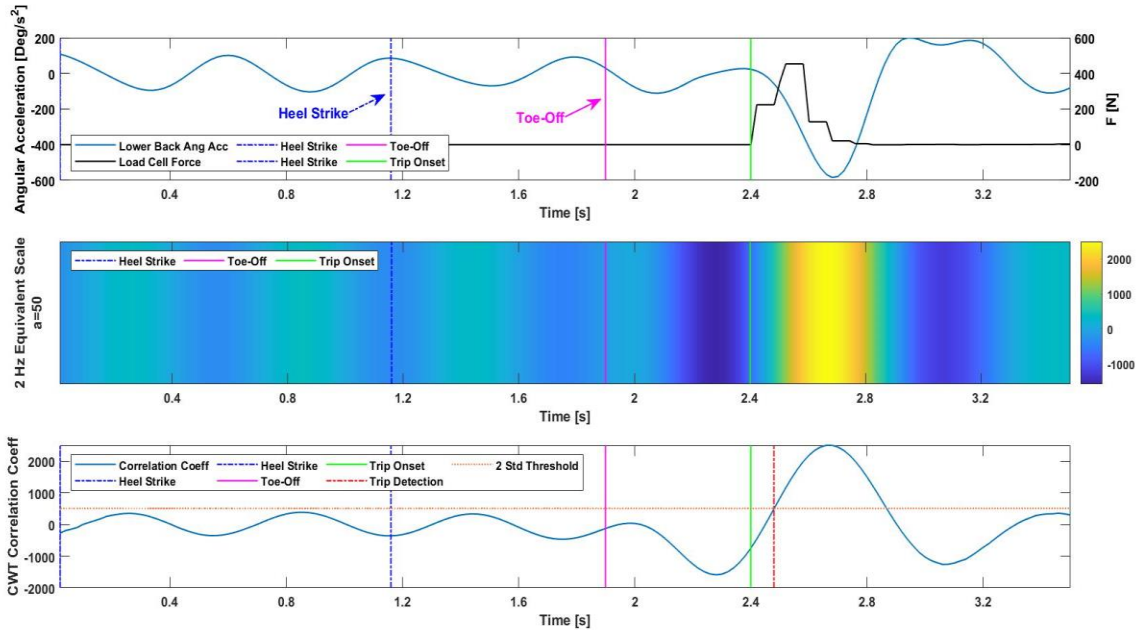 Angular Acceleration [Deg/s²]
200
0
-200
-400
-600
Heel Strike
Toe-Off
Lower Back Ang Acc
Heel Strike
Toe-Off
Load Cell Force
Heel Strike
Trip Onset
600
400
200
0
-200
F [N]
0.4
0.8
1.2
1.6
2
2.4
2.8
3.2
Time [s]
2 Hz Equivalent Scale
a=50
Heel Strike
Toe-Off
Trip Onset
2000
1000
0
-1000
0.4
0.8
1.2
1.6
2
2.4
2.8
3.2
Time [s]
CWT Correlation Coeff
2000
1000
0
-1000
-2000
Correlation Coeff
Heel Strike
Trip Onset
2 Std Threshold
Heel Strike
Toe-Off
Trip Detection
0.4
0.8
1.2
1.6
2
2.4
2.8
3.2
Time [s]